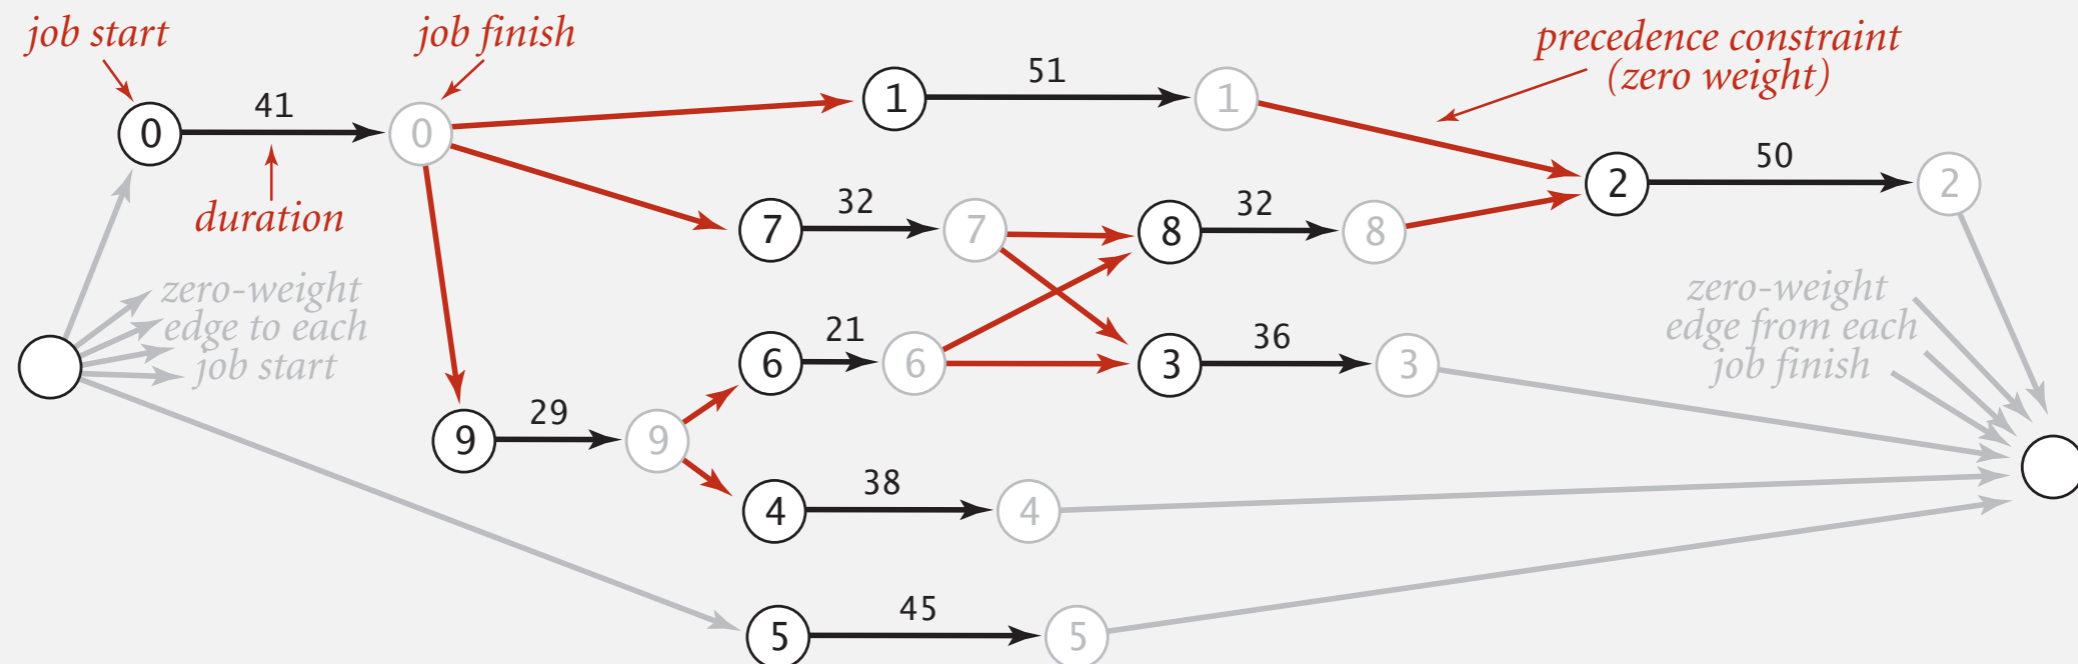 job start
job finish
precedence constraint
(zero weight)
51
1
1
41
0
0
50
2
2
duration
32
7
7
32
8
8
zero-weight
edge to each
job start
zero-weight
edge from each
job finish
21
6
6
36
3
3
29
9
9
38
4
4
45
5
5